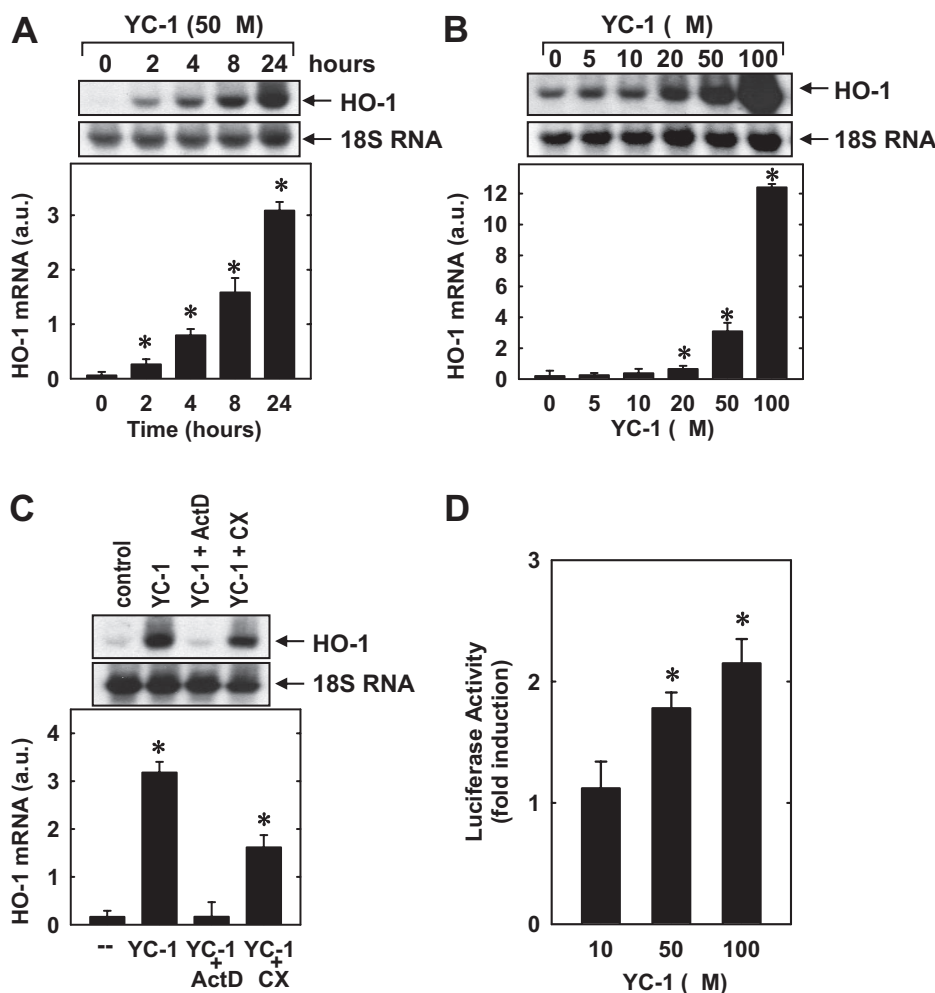 A
YC-1 (50 M)
0 2 4 8 24 hours
HO-1
18S RNA
HO-1 mRNA (a.u.)
3
2
1
0
* * * *
0 2 4 8 24
Time (hours)
B
YC-1 ( M)
0 5 10 20 50 100
HO-1
18S RNA
HO-1 mRNA (a.u.)
12
10
8
6
4
2
0
* * *
0 5 10 20 50 100
YC-1 ( M)
C
control
YC-1
YC-1 + ActD
YC-1 + CX
HO-1
18S RNA
HO-1 mRNA (a.u.)
4
3
2
1
0
* *
-- YC-1 YC-1 + ActD YC-1 + CX
D
Luciferase Activity
(fold induction)
3
2
1
0
* *
10 50 100
YC-1 ( M)